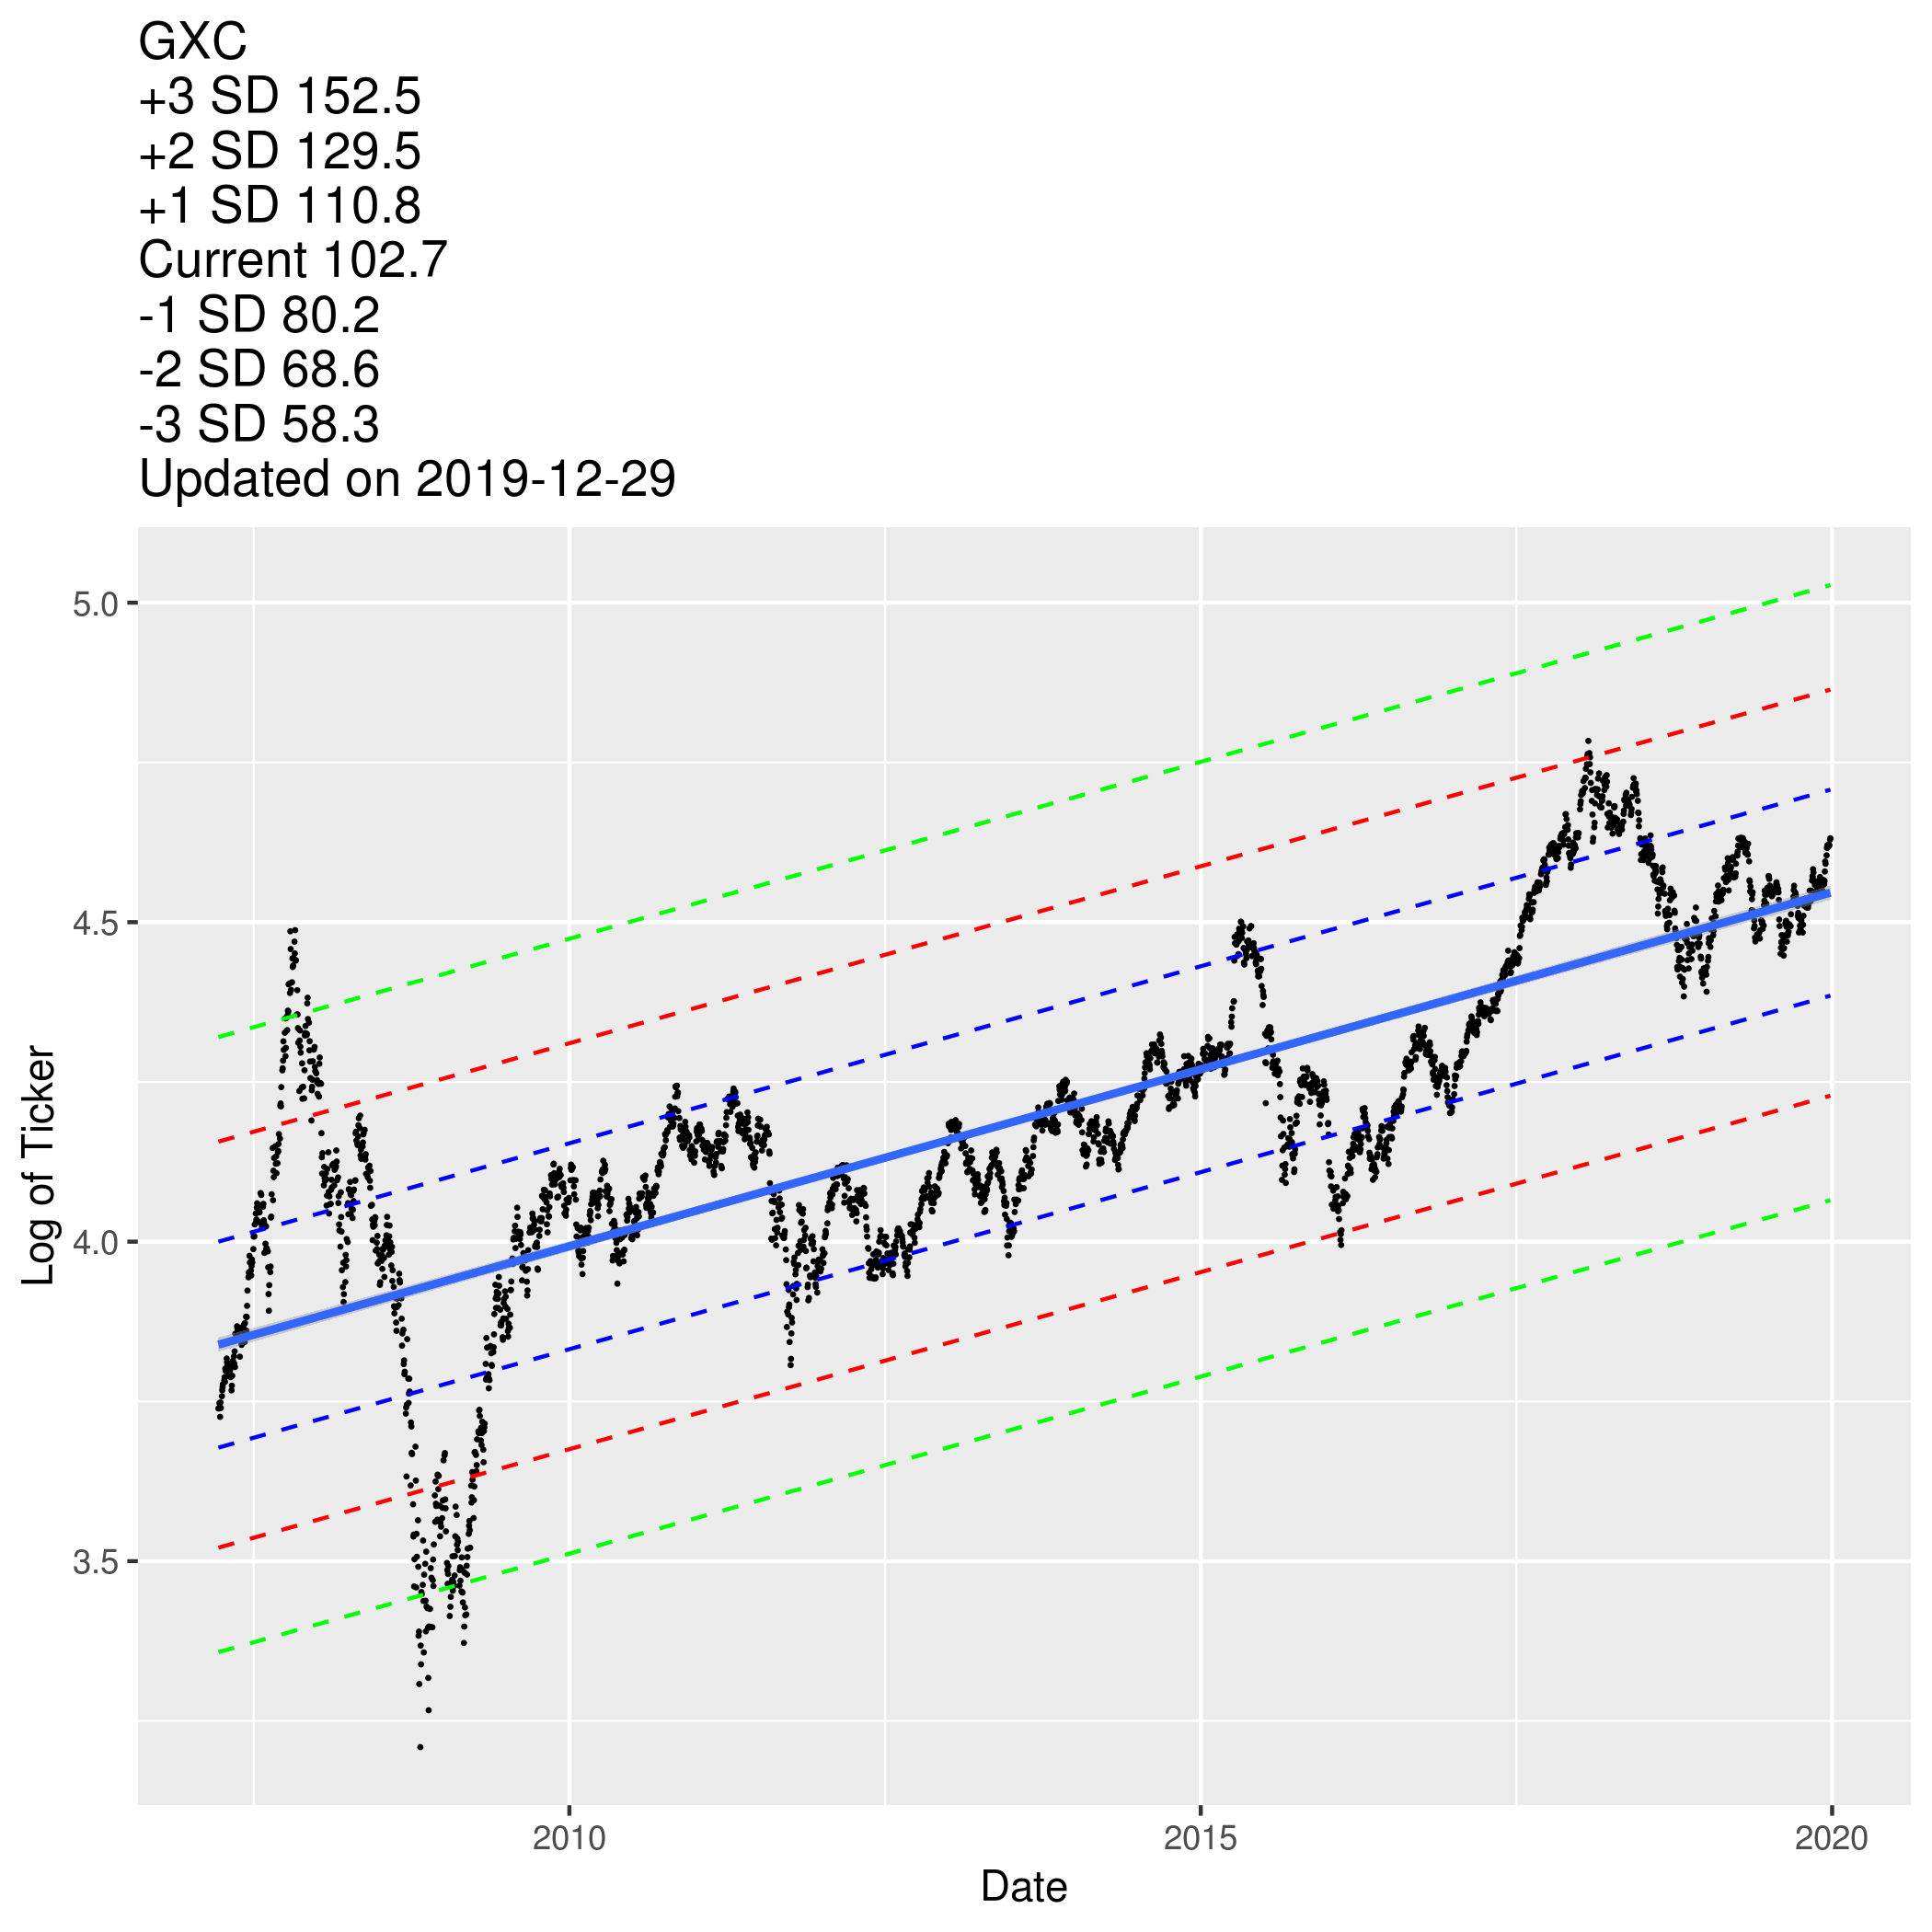 GXC
+3 SD 152.5
+2 SD 129.5
+1 SD 110.8
Current 102.7
-1 SD 80.2
-2 SD 68.6
-3 SD 58.3
Updated on 2019-12-29
5.0
4.5
4.0
3.5
Log of Ticker
2010
2015
2020
Date